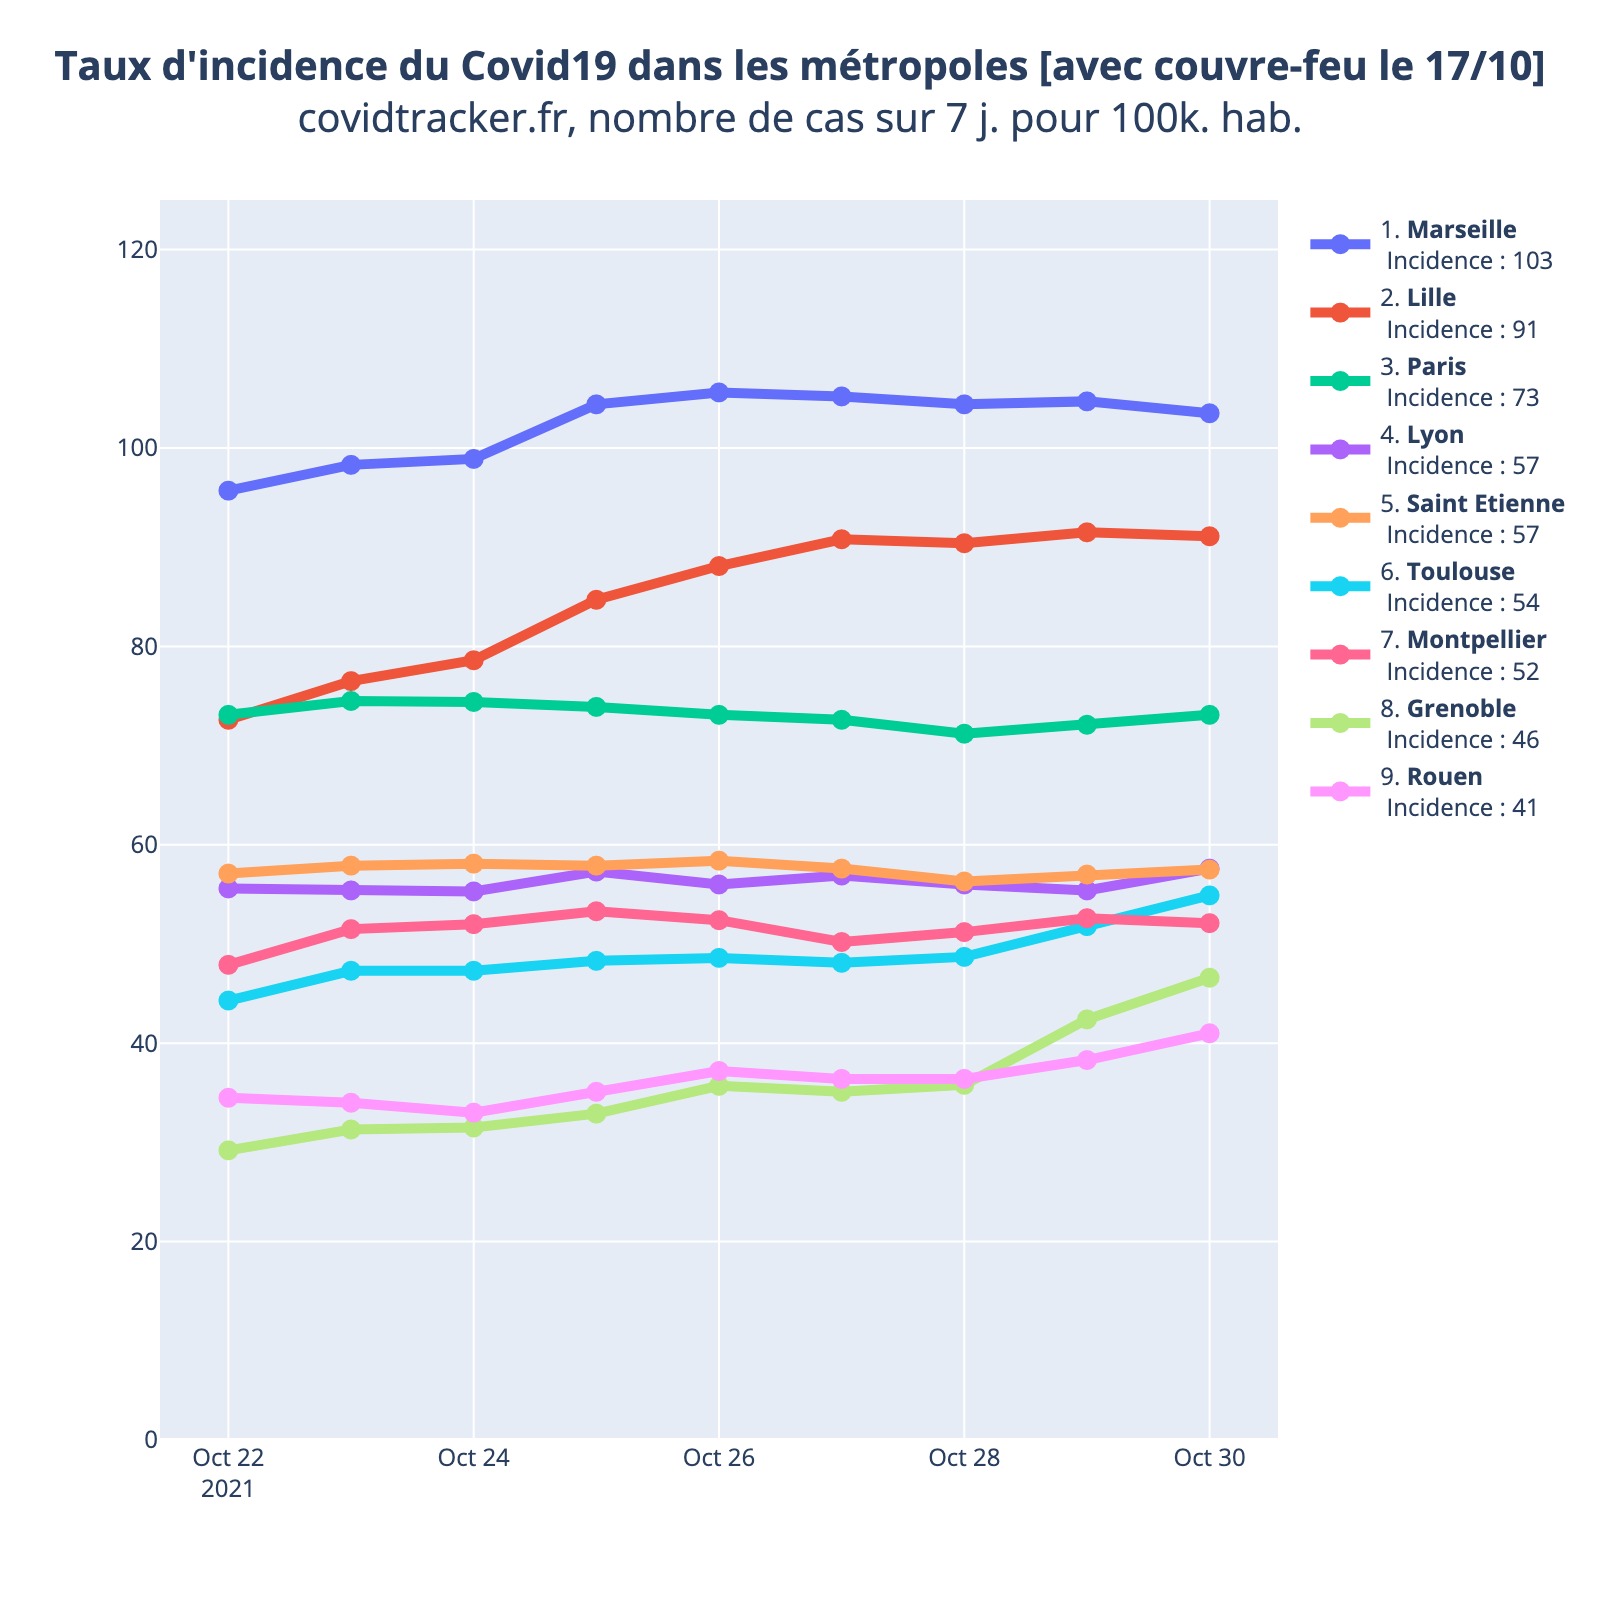 Taux d'incidence du Covid19 dans les métropoles [avec couvre-feu le 17/10]
covidtracker.fr, nombre de cas sur 7 j. pour 100k. hab.
120
100
80
60
40
20
0
Oct 22
2021
Oct 24
Oct 26
Oct 28
Oct 30
1. Marseille
Incidence : 103
2. Lille
Incidence : 91
3. Paris
Incidence : 73
4. Lyon
Incidence : 57
5. Saint Etienne
Incidence : 57
6. Toulouse
Incidence : 54
7. Montpellier
Incidence : 52
8. Grenoble
Incidence : 46
9. Rouen
Incidence : 41